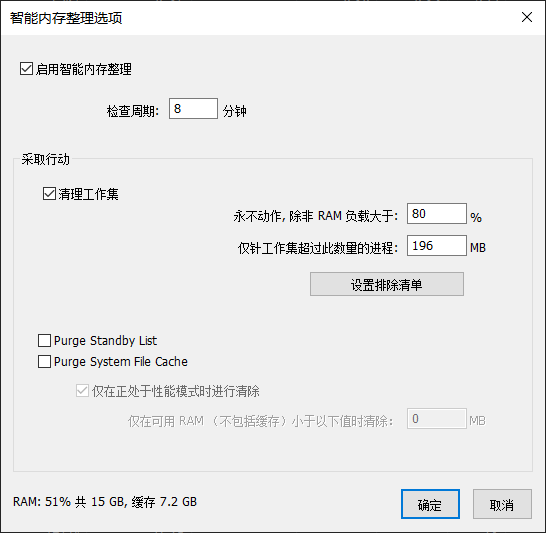 智能内存整理选项
启用智能内存整理
检查周期: 8 分钟
采取行动
清理工作集
永不动作, 除非 RAM 负载大于: 80 %
仅针工作集超过此数量的进程: 196 MB
设置排除清单
Purge Standby List
Purge System File Cache
仅在正处于性能模式时进行清除
仅在可用 RAM （不包括缓存）小于以下值时清除: 0 MB
RAM: 51% 共 15 GB, 缓存 7.2 GB
确定 取消